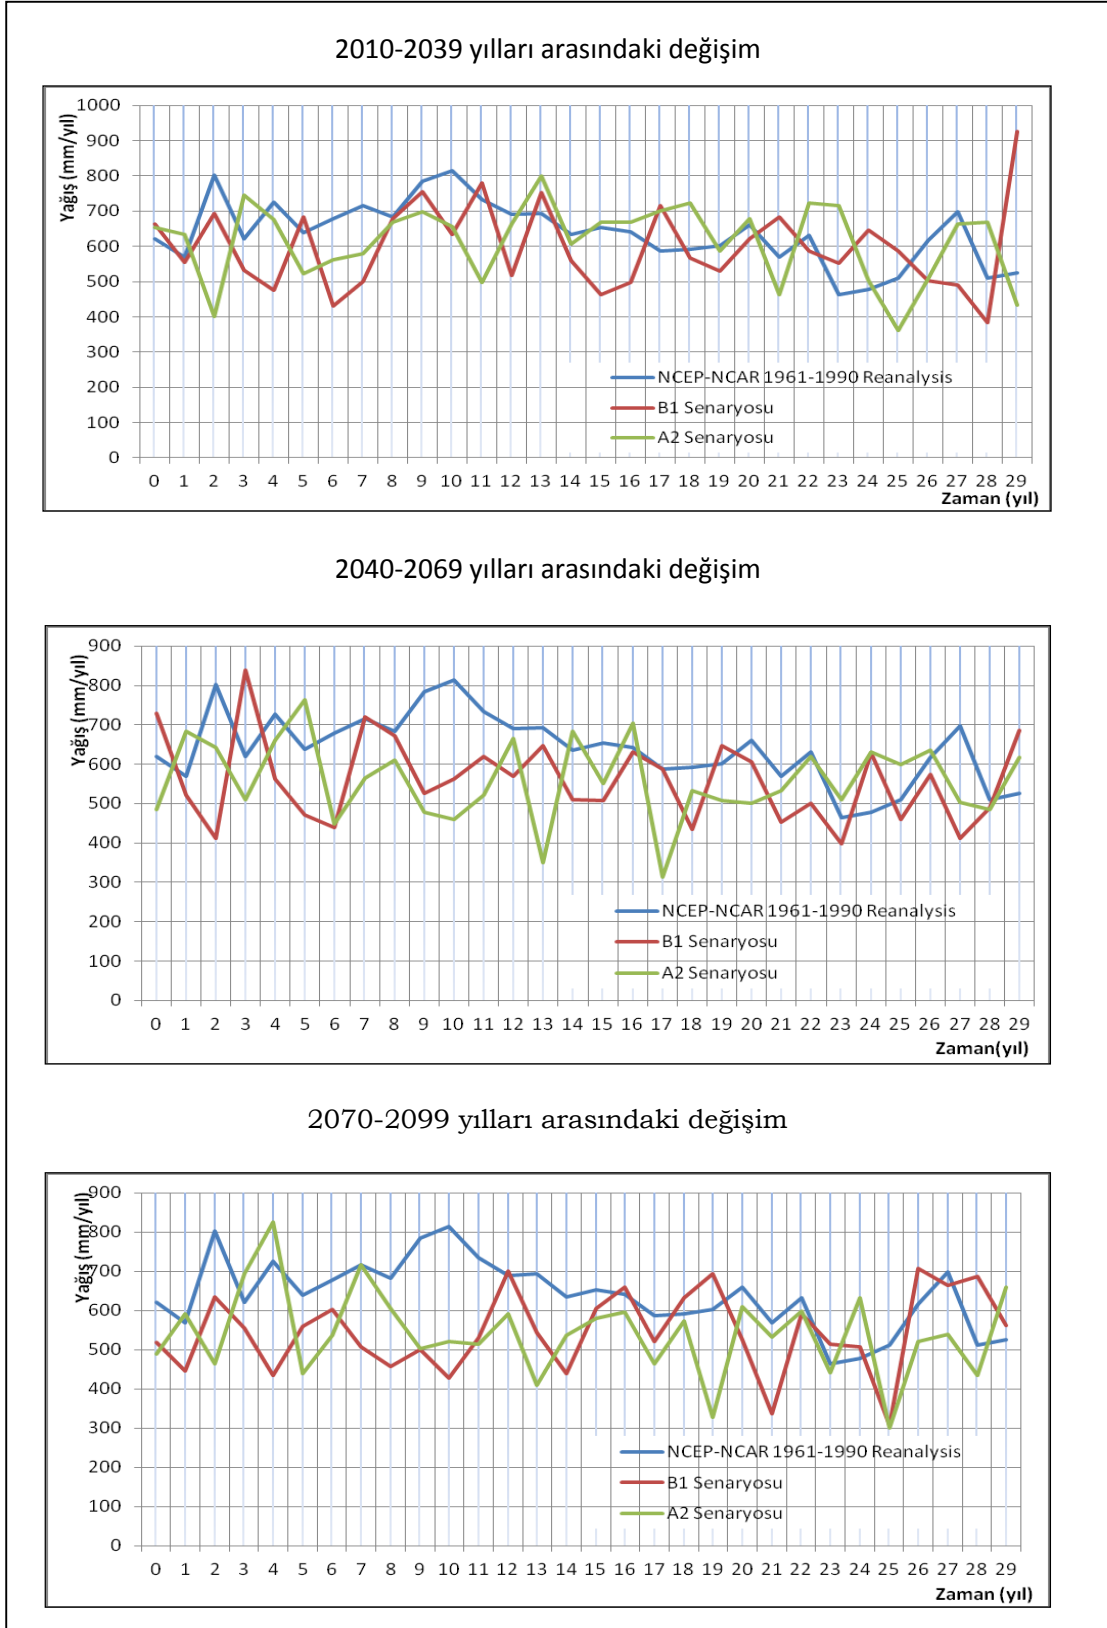 2010-2039 yılları arasındaki değişim
Yağış (mm/yıl)
1000
900
800
700
600
500
400
300
200
100
0
NCEP-NCAR 1961-1990 Reanalysis
B1 Senaryosu
A2 Senaryosu
0 1 2 3 4 5 6 7 8 9 10 11 12 13 14 15 16 17 18 19 20 21 22 23 24 25 26 27 28 29
Zaman (yıl)
2040-2069 yılları arasındaki değişim
Yağış (mm/yıl)
900
800
700
600
500
400
300
200
100
0
NCEP-NCAR 1961-1990 Reanalysis
B1 Senaryosu
A2 Senaryosu
0 1 2 3 4 5 6 7 8 9 10 11 12 13 14 15 16 17 18 19 20 21 22 23 24 25 26 27 28 29
Zaman(yıl)
2070-2099 yılları arasındaki değişim
Yağış (mm/yıl)
900
800
700
600
500
400
300
200
100
0
NCEP-NCAR 1961-1990 Reanalysis
B1 Senaryosu
A2 Senaryosu
0 1 2 3 4 5 6 7 8 9 10 11 12 13 14 15 16 17 18 19 20 21 22 23 24 25 26 27 28 29
Zaman (yıl)